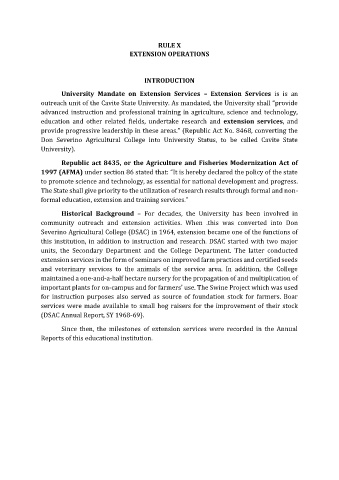 RULE X
EXTENSION OPERATIONS
INTRODUCTION
University Mandate on Extension Services – Extension Services is is an
outreach unit of the Cavite State University. As mandated, the University shall "provide
advanced instruction and professional training in agriculture, science and technology,
education and other related fields, undertake research and extension services, and
provide progressive leadership in these areas." (Republic Act No. 8468, converting the
Don Severino Agricultural College into University Status, to be called Cavite State
University).
Republic act 8435, or the Agriculture and Fisheries Modernization Act of
1997 (AFMA) under section 86 stated that: "It is hereby declared the policy of the state
to promote science and technology, as essential for national development and progress.
The State shall give priority to the utilization of research results through formal and non-
formal education, extension and training services."
Historical Background – For decades, the University has been involved in
community outreach and extension activities. When .this was converted into Don
Severino Agricultural College (DSAC) in 1964, extension became one of the functions of
this institution, in addition to instruction and research. DSAC started with two major
units, the Secondary Department and the College Department. The latter conducted
extension services in the form of seminars on improved farm practices and certified seeds
and veterinary services to the animals of the service area. In addition, the College
maintained a one-and-a-half hectare nursery for the propagation of and multiplication of
important plants for on-campus and for farmers' use. The Swine Project which was used
for instruction purposes also served as source of foundation stock for farmers. Boar
services were made available to small hog raisers for the improvement of their stock
(DSAC Annual Report, SY 1968-69).
Since then, the milestones of extension services were recorded in the Annual
Reports of this educational institution.